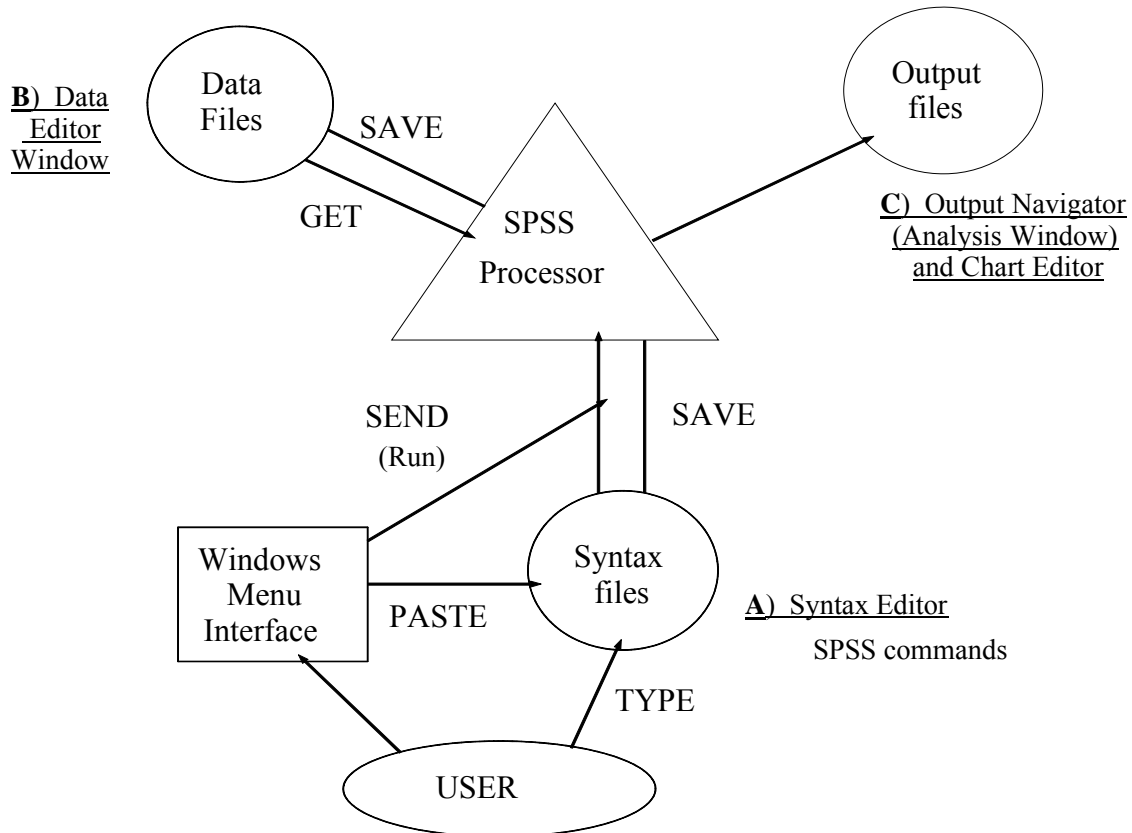 Data
Files
B) Data
Editor
Window
SAVE
GET
SPSS
Processor
Output
files
C) Output Navigator
(Analysis Window)
and Chart Editor
SEND
(Run)
SAVE
Windows
Menu
Interface
PASTE
Syntax
files
A) Syntax Editor
SPSS commands
TYPE
USER